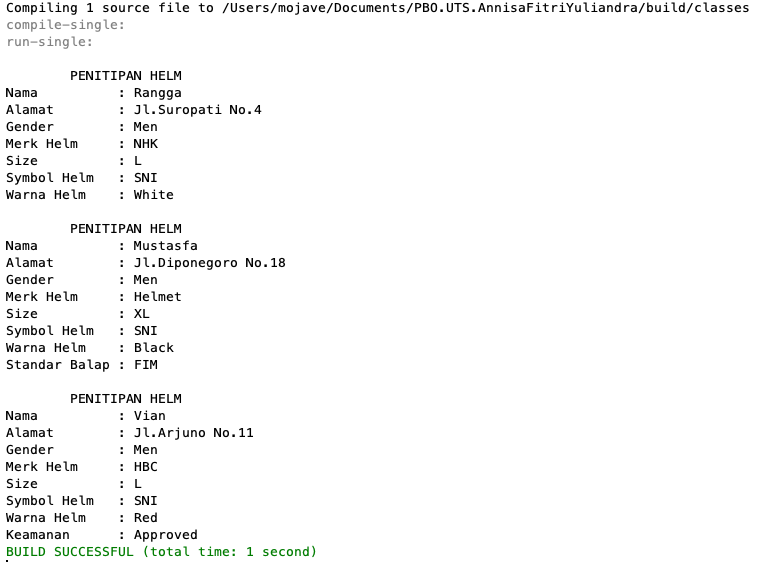 Compiling 1 source file to /Users/mojave/Documents/PBO.UTS.AnnisaFitriYuliandra/build/classes
compile-single:
run-single:

        PENITIPAN HELM
Nama          : Rangga
Alamat        : Jl.Suropati No.4
Gender        : Men
Merk Helm     : NHK
Size          : L
Symbol Helm   : SNI
Warna Helm    : White

        PENITIPAN HELM
Nama          : Mustasfa
Alamat        : Jl.Diponegoro No.18
Gender        : Men
Merk Helm     : Helmet
Size          : XL
Symbol Helm   : SNI
Warna Helm    : Black
Standar Balap : FIM

        PENITIPAN HELM
Nama          : Vian
Alamat        : Jl.Arjuno No.11
Gender        : Men
Merk Helm     : HBC
Size          : L
Symbol Helm   : SNI
Warna Helm    : Red
Keamanan      : Approved
BUILD SUCCESSFUL (total time: 1 second)